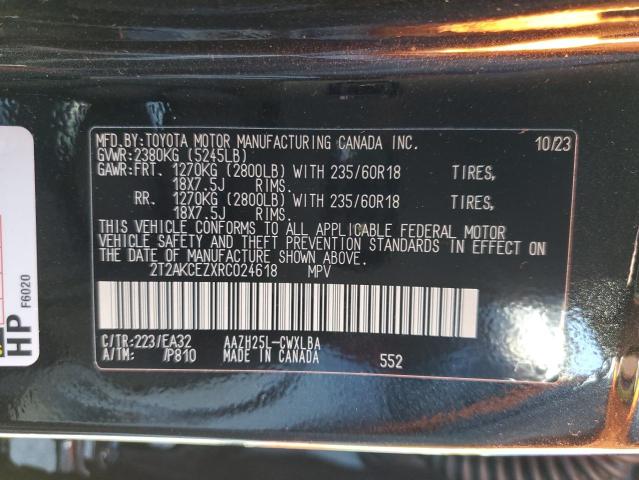 MFD.BY:TOYOTA MOTOR MANUFACTURING CANADA INC. 10/23
GVWR:2380KG (5245LB)
GAWR:FRT. 1270KG (2800LB) WITH 235/60R18 TIRES,
18X7.5J RIMS.
RR. 1270KG (2800LB) WITH 235/60R18 TIRES,
18X7.5J RIMS.
THIS VEHICLE CONFORMS TO ALL APPLICABLE FEDERAL MOTOR
VEHICLE SAFETY AND THEFT PREVENTION STANDARDS IN EFFECT ON
THE DATE OF MANUFACTURE SHOWN ABOVE.
2T2AKCEZXRC024618 MPV
C/TR:223/EA32 AAZH25L-CWXLBA
A/TM: /P810 MADE IN CANADA 552
HP F6020